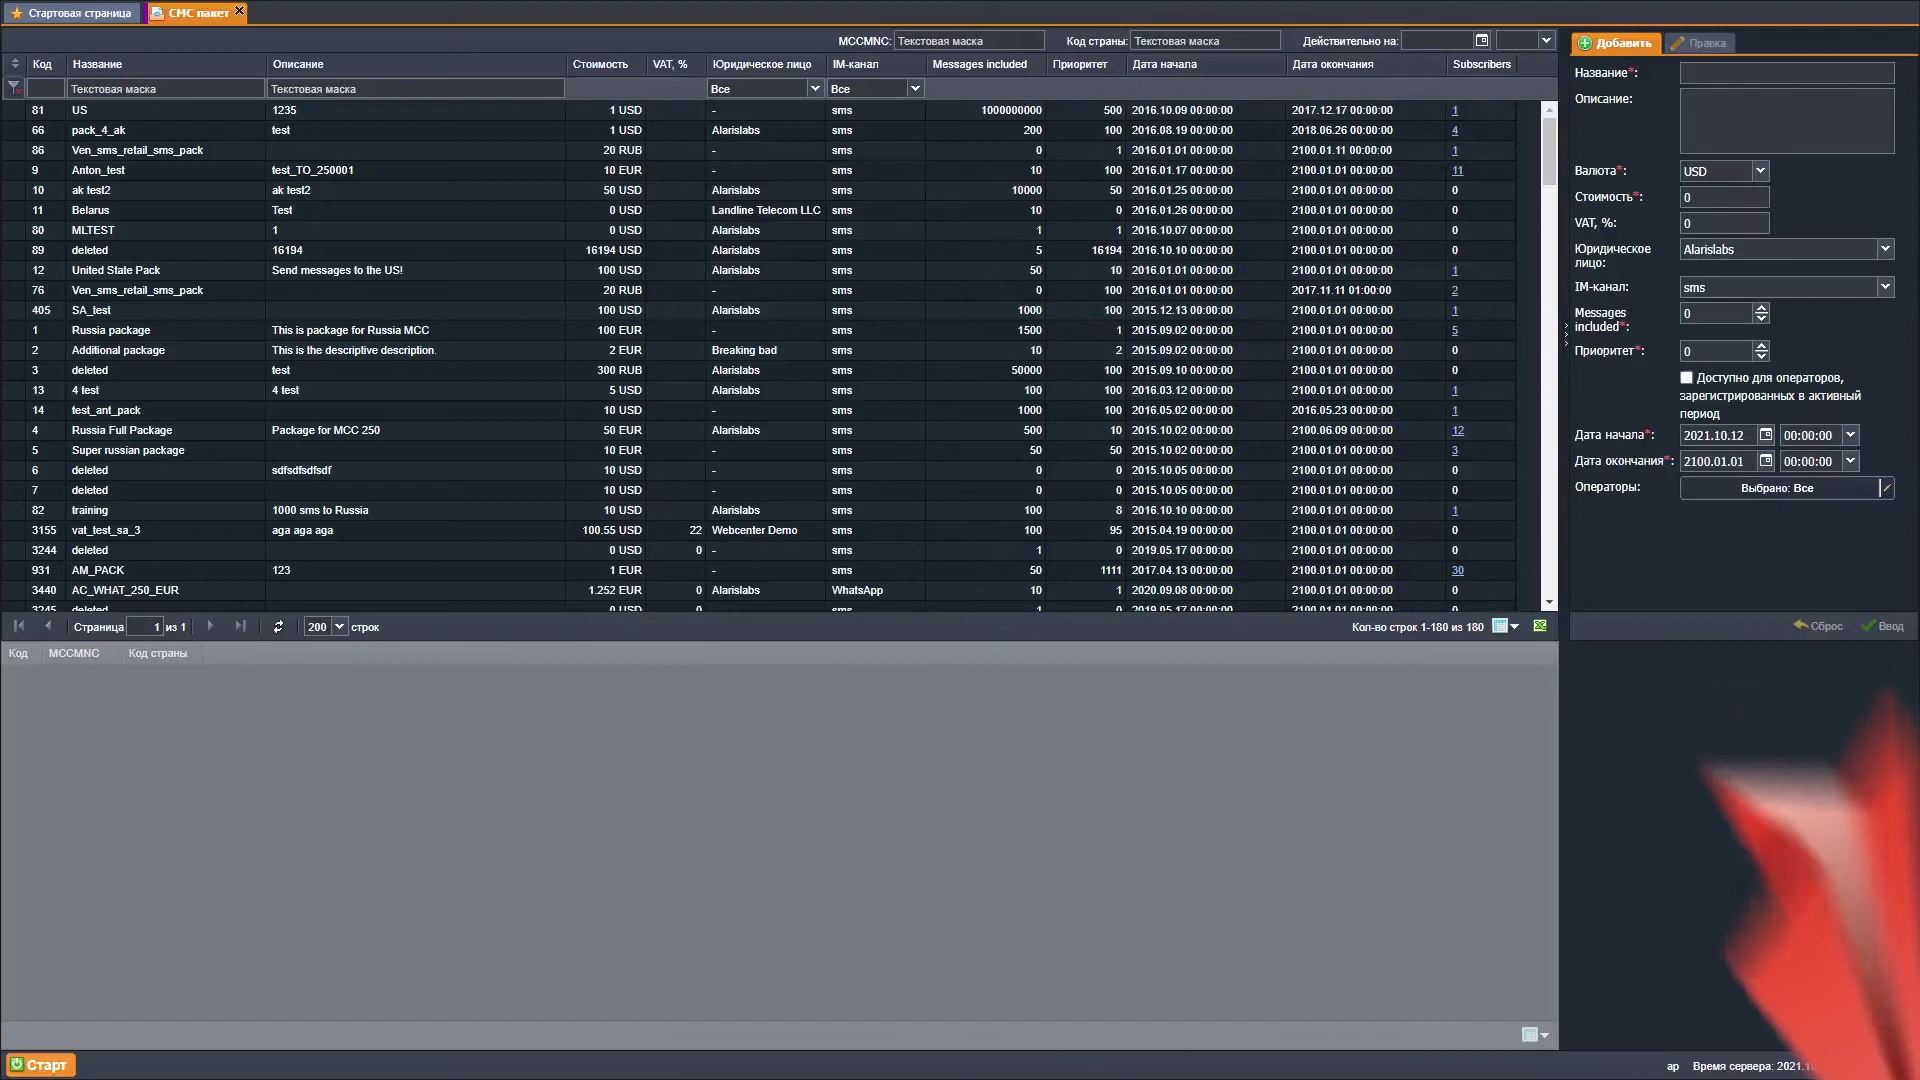 Стартовая страница СМС пакет
MCCMNC: Текстовая маска Код страны: Текстовая маска Действительно на:
Код Название Описание Стоимость VAT, % Юридическое лицо IM-канал Messages included Приоритет Дата начала Дата окончания Subscribers
Текстовая маска Текстовая маска Все Все
81 US 1235 1 USD - sms 1000000000 500 2016.10.09 00:00:00 2017.12.17 00:00:00 1
66 pack_4_ak test 1 USD Alarislabs sms 200 100 2016.08.19 00:00:00 2018.06.26 00:00:00 4
86 Ven_sms_retail_sms_pack 20 RUB - sms 0 1 2016.01.01 00:00:00 2100.01.11 00:00:00 1
9 Anton_test test_TO_250001 10 EUR - sms 10 100 2016.01.17 00:00:00 2100.01.01 00:00:00 11
10 ak test2 ak test2 50 USD Alarislabs sms 10000 50 2016.01.25 00:00:00 2100.01.01 00:00:00 0
11 Belarus Test 0 USD Landline Telecom LLC sms 10 0 2016.01.26 00:00:00 2100.01.01 00:00:00 0
80 MLTEST 1 0 USD Alarislabs sms 1 1 2016.10.07 00:00:00 2100.01.01 00:00:00 0
89 deleted 16194 16194 USD Alarislabs sms 5 16194 2016.10.10 00:00:00 2100.01.01 00:00:00 0
12 United State Pack Send messages to the US! 100 USD Alarislabs sms 50 10 2016.01.01 00:00:00 2100.01.01 00:00:00 1
76 Ven_sms_retail_sms_pack 20 RUB - sms 0 100 2016.01.01 00:00:00 2017.11.11 01:00:00 2
405 SA_test 100 USD Alarislabs sms 1000 100 2015.12.13 00:00:00 2100.01.01 00:00:00 1
1 Russia package This is package for Russia MCC 100 EUR - sms 1500 1 2015.09.02 00:00:00 2100.01.01 00:00:00 5
2 Additional package This is the descriptive description. 2 EUR Breaking bad sms 10 2 2015.09.02 00:00:00 2100.01.01 00:00:00 0
3 deleted test 300 RUB Alarislabs sms 50000 100 2015.09.10 00:00:00 2100.01.01 00:00:00 0
13 4 test 4 test 5 USD Alarislabs sms 100 100 2016.03.12 00:00:00 2100.01.01 00:00:00 1
14 test_ant_pack 10 USD - sms 1000 100 2016.05.02 00:00:00 2016.05.23 00:00:00 1
4 Russia Full Package Package for MCC 250 50 EUR Alarislabs sms 500 10 2015.10.02 00:00:00 2100.06.09 00:00:00 12
5 Super russian package 10 EUR - sms 50 50 2015.10.02 00:00:00 2100.01.01 00:00:00 3
6 deleted sdfsdfsdfsdf 10 USD - sms 0 0 2015.10.05 00:00:00 2100.01.01 00:00:00 0
7 deleted 10 USD - sms 0 0 2015.10.05 00:00:00 2100.01.01 00:00:00 0
82 training 1000 sms to Russia 10 USD Alarislabs sms 100 8 2016.10.10 00:00:00 2100.01.01 00:00:00 1
3155 vat_test_sa_3 aga aga aga 100.55 USD 22 Webcenter Demo sms 100 95 2015.04.19 00:00:00 2100.01.01 00:00:00 0
3244 deleted 0 USD 0 - sms 1 0 2019.05.17 00:00:00 2100.01.01 00:00:00 0
931 AM_PACK 123 1 EUR - sms 50 1111 2017.04.13 00:00:00 2100.01.01 00:00:00 30
3440 AC_WHAT_250_EUR 1.252 EUR 0 Alarislabs WhatsApp 10 1 2020.09.08 00:00:00 2100.01.01 00:00:00 0
3245 deleted 0 USD 0 - sms 1 0 2019.05.17 00:00:00 2100.01.01 00:00:00 0
Страница 1 из 1 200 строк Кол-во строк 1-180 из 180
Код MCCMNC Код страны
Добавить Правка
Название*:
Описание:
Валюта*: USD
Стоимость*: 0
VAT, %: 0
Юридическое
лицо: Alarislabs
IM-канал: sms
Messages
included*: 0
Приоритет*: 0
Доступно для операторов,
зарегистрированных в активный
период
Дата начала*: 2021.10.12 00:00:00
Дата окончания*: 2100.01.01 00:00:00
Операторы: Выбрано: Все
Сброс Ввод
Старт ap Время сервера: 2021.1